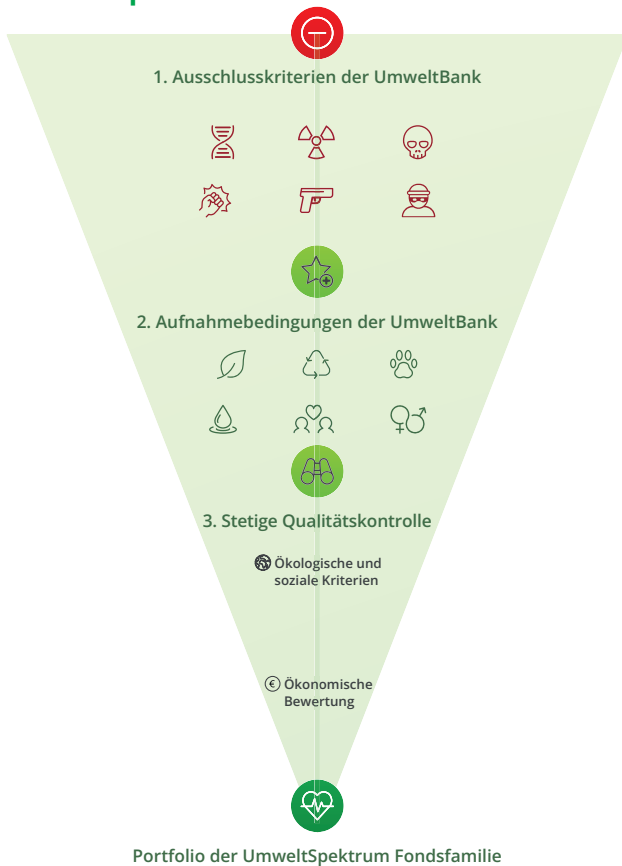 1. Ausschlusskriterien der UmweltBank
2. Aufnahmebedingungen der UmweltBank
3. Stetige Qualitätskontrolle
Ökologische und
soziale Kriterien
€ Ökonomische
Bewertung
Portfolio der UmweltSpektrum Fondsfamilie